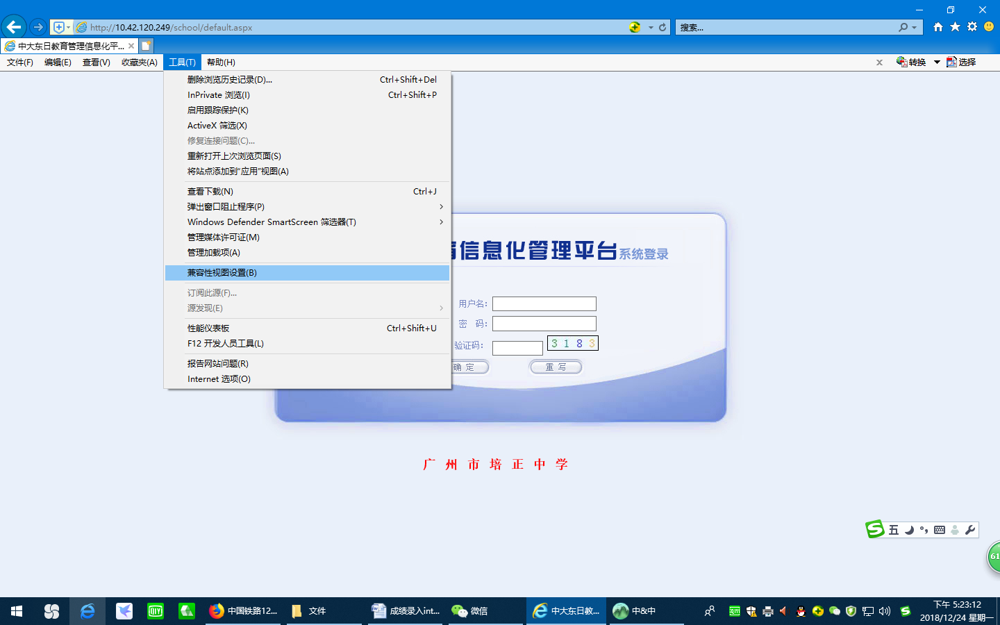 http://10.42.120.249/school/default.aspx
搜索...
中大东日教育管理信息化平...
文件(F) 编辑(E) 查看(V) 收藏夹(A) 工具(T) 帮助(H)
转换 选择
删除浏览历史记录(D)... Ctrl+Shift+Del
InPrivate 浏览(I) Ctrl+Shift+P
启用跟踪保护(K)
ActiveX 筛选(X)
修复连接问题(C)...
重新打开上次浏览页面(S)
将站点添加到“应用”视图(A)
查看下载(N) Ctrl+J
弹出窗口阻止程序(P)
Windows Defender SmartScreen 筛选器(T)
管理媒体许可证(M)
管理加载项(A)
兼容性视图设置(B)
订阅此源(F)...
源发现(E)
性能仪表板 Ctrl+Shift+U
F12 开发人员工具(L)
报告网站问题(R)
Internet 选项(O)
信息化管理平台系统登录
用户名：
密 码：
验证码： 3 1 8 3
确 定 重 写
广州市培正中学
五
61
QIY 中国铁路12... 文件 成绩录入int... 微信 中大东日教... 中&中
下午 5:23:12
2018/12/24 星期一